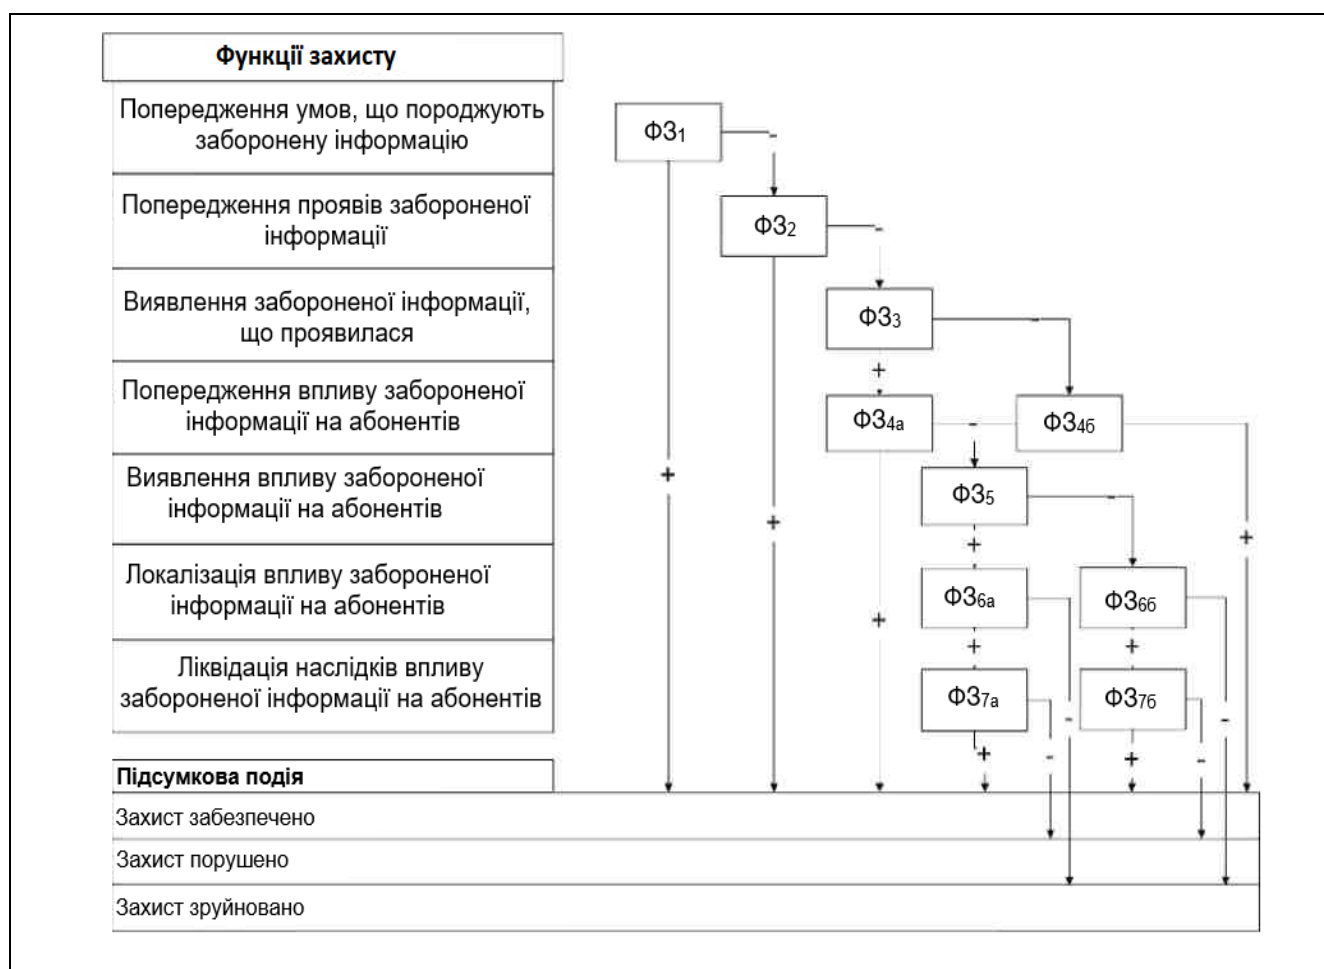 Функції захисту
Попередження умов, що породжують
заборонену інформацію
ФЗ1
-
Попередження проявів забороненої
інформації
ФЗ2
-
Виявлення забороненої інформації,
що проявилася
ФЗ3
-
+
Попередження впливу забороненої
інформації на абонентів
ФЗ4а
-
ФЗ4б
Виявлення впливу забороненої
інформації на абонентів
+
+
ФЗ5
-
+
+
Локалізація впливу забороненої
інформації на абонентів
+
ФЗ6а
ФЗ6б
+
+
Ліквідація наслідків впливу
забороненої інформації на абонентів
ФЗ7а
-
ФЗ7б
-
+
-
+
-
Підсумкова подія
Захист забезпечено
Захист порушено
Захист зруйновано